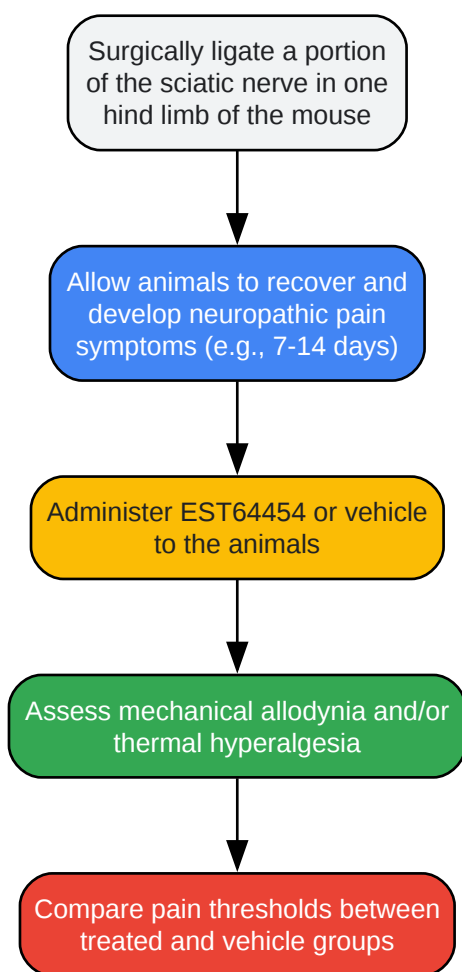 Surgically ligate a portion
of the sciatic nerve in one
hind limb of the mouse
Allow animals to recover and
develop neuropathic pain
symptoms (e.g., 7-14 days)
Administer EST64454 or vehicle
to the animals
Assess mechanical allodynia and/or
thermal hyperalgesia
Compare pain thresholds between
treated and vehicle groups